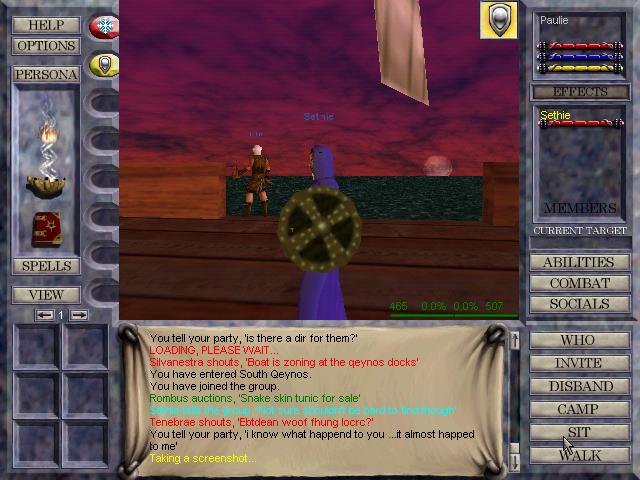 HELP
OPTIONS
PERSONA
SPELLS
VIEW
1
Sethie
465 0.0% 0.0% 507
Paulie
EFFECTS
Sethie
MEMBERS
CURRENT TARGET
ABILITIES
COMBAT
SOCIALS
WHO
INVITE
DISBAND
CAMP
SIT
WALK
You tell your party, 'is there a dir for them?'
LOADING, PLEASE WAIT...
Silvanestra shouts, 'Boat is zoning at the qeynos docks'
You have entered South Qeynos.
You have joined the group.
Rombus auctions, 'Snake skin tunic for sale'
Sethie tells the group, 'Not sure shouldn't be hard to find though'
Tenebrae shouts, 'Ebtdean woof fhung locrc?'
You tell your party, 'i know what happend to you ...it almost happed
to me'
Taking a screenshot...